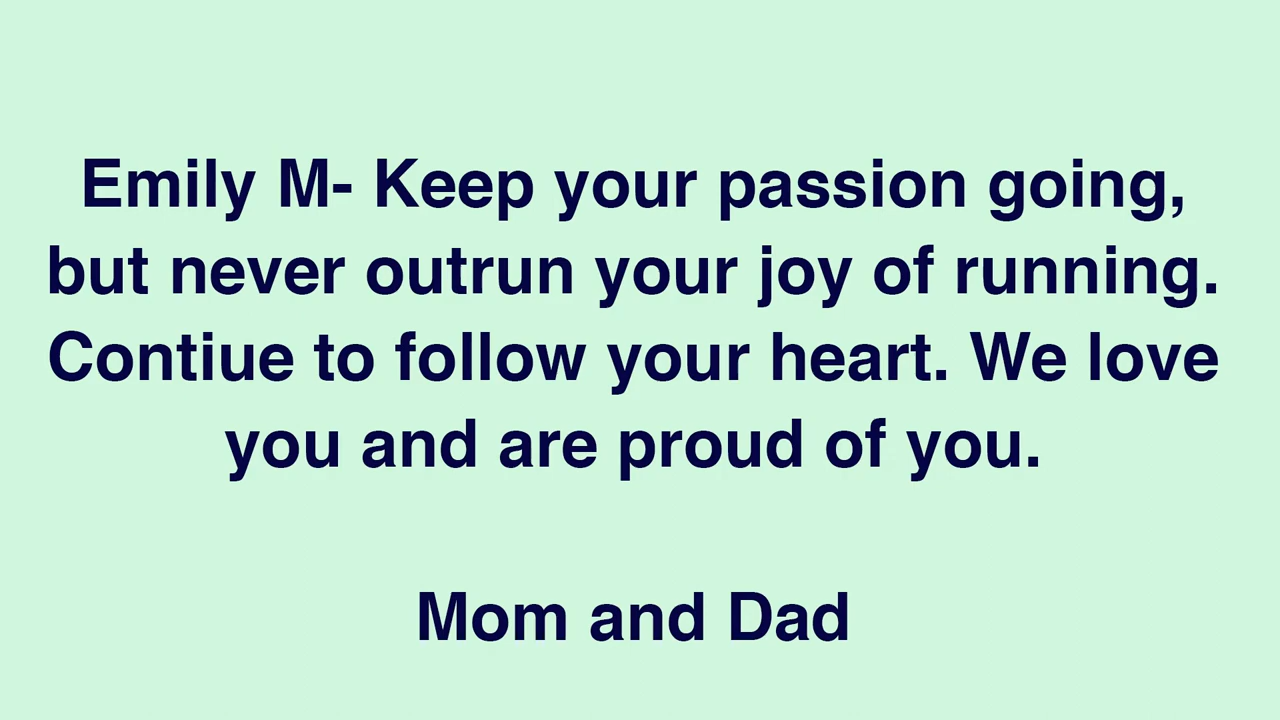 Emily M- Keep your passion going,
but never outrun your joy of running.
Contiue to follow your heart. We love
you and are proud of you.
Mom and Dad